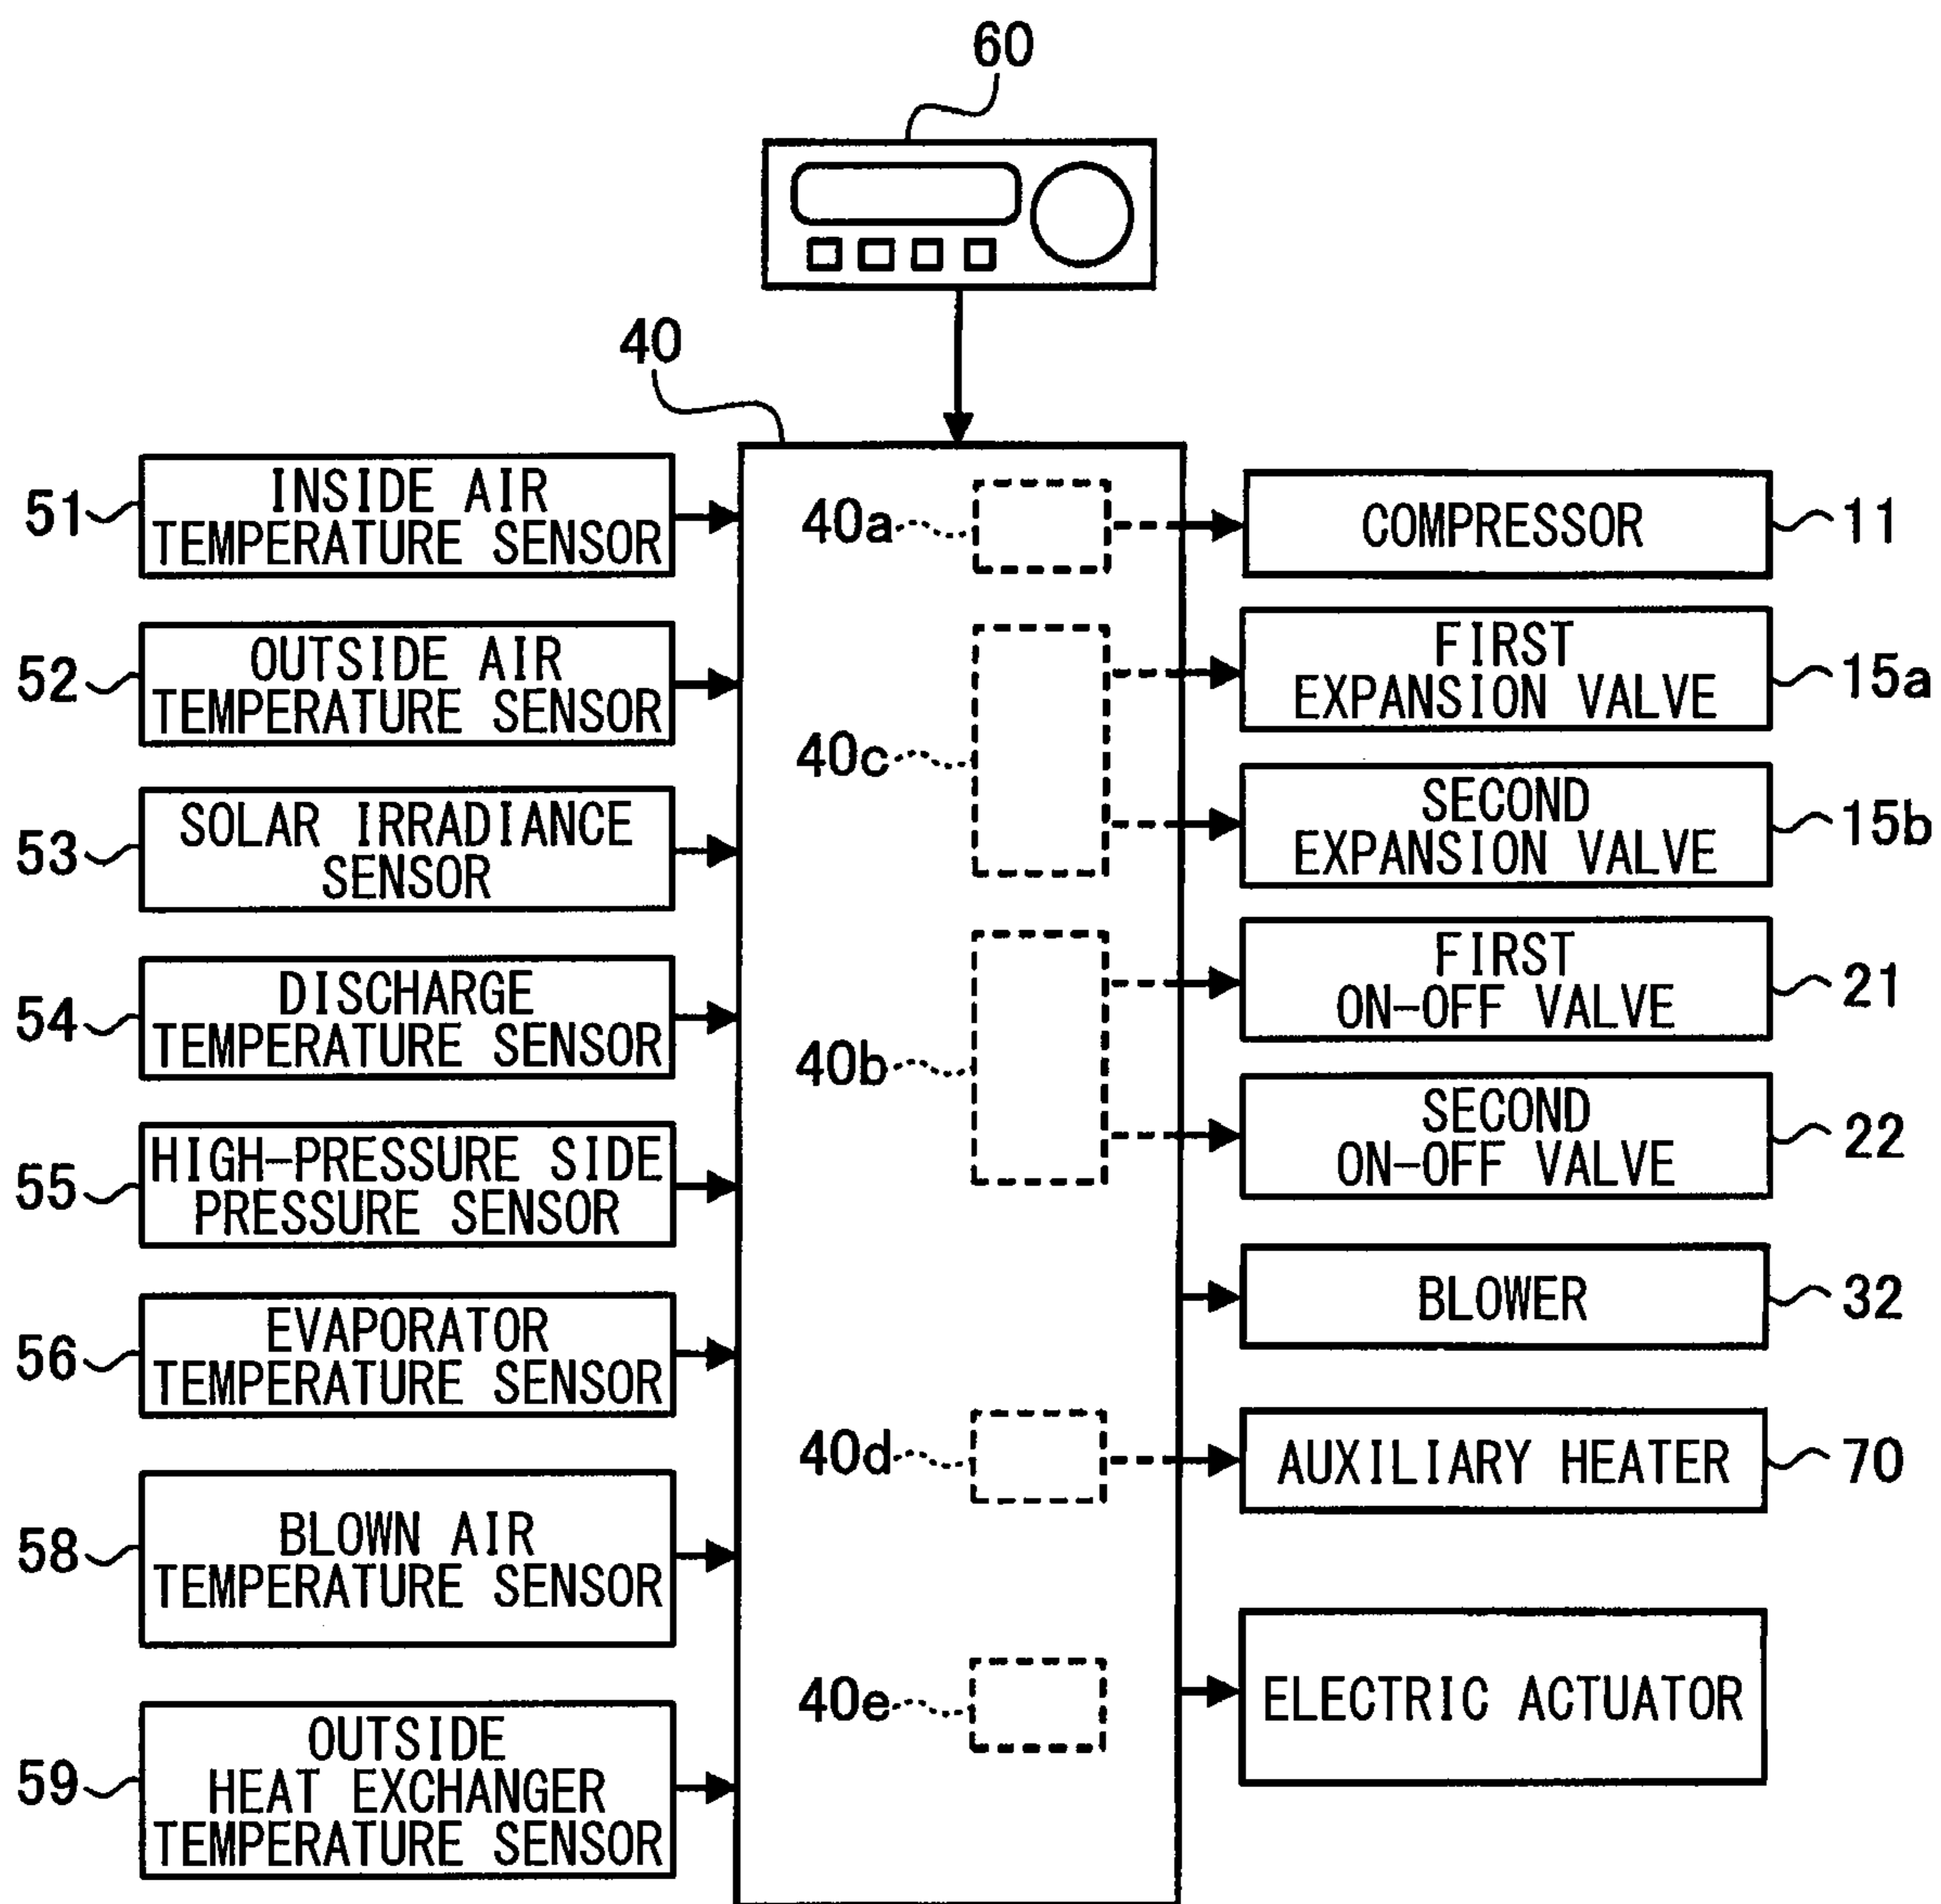 60
40
51
INSIDE AIR
TEMPERATURE SENSOR
52
OUTSIDE AIR
TEMPERATURE SENSOR
53
SOLAR IRRADIANCE
SENSOR
54
DISCHARGE
TEMPERATURE SENSOR
55
HIGH-PRESSURE SIDE
PRESSURE SENSOR
56
EVAPORATOR
TEMPERATURE SENSOR
58
BLOWN AIR
TEMPERATURE SENSOR
59
OUTSIDE
HEAT EXCHANGER
TEMPERATURE SENSOR
40a
40c
40b
40d
40e
COMPRESSOR
11
FIRST
EXPANSION VALVE
15a
SECOND
EXPANSION VALVE
15b
FIRST
ON-OFF VALVE
21
SECOND
ON-OFF VALVE
22
BLOWER
32
AUXILIARY HEATER
70
ELECTRIC ACTUATOR